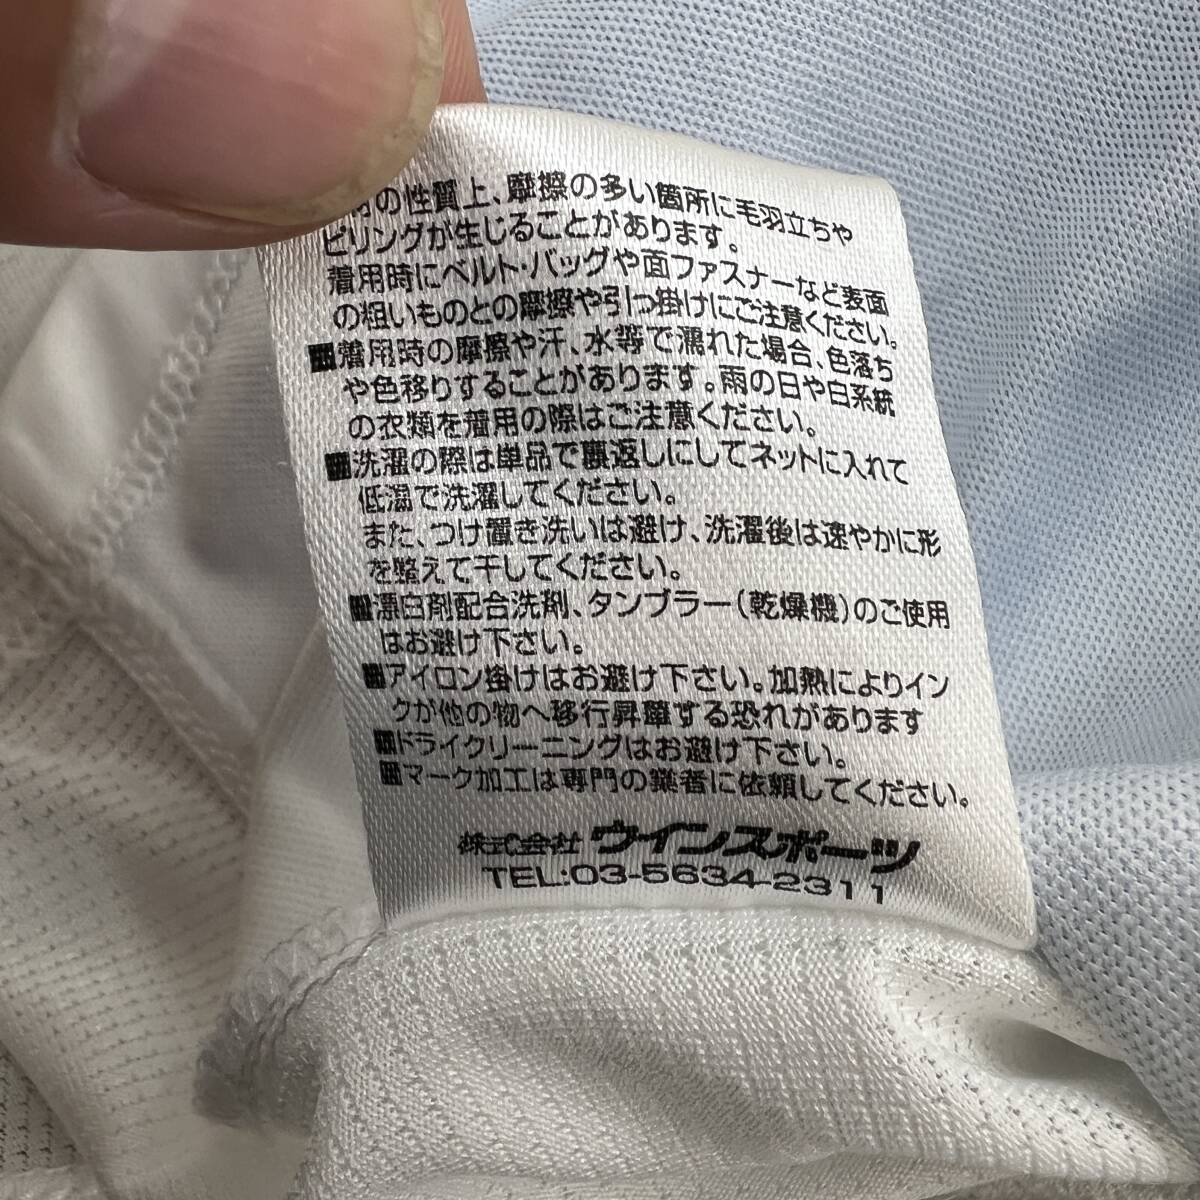 の性質上、摩擦の多い箇所に毛羽立ちや
ピリングが生じることがあります。
着用時にベルト・バッグや面ファスナーなど表面
の粗いものとの摩擦や引っ掛けにご注意ください。
■着用時の摩擦や汗、水等で濡れた場合、色落ち
や色移りすることがあります。雨の日や白系統
の衣類を着用の際はご注意ください。
■洗濯の際は単品で裏返しにしてネットに入れて
低温で洗濯してください。
また、つけ置き洗いは避け、洗濯後は速やかに形
を整えて干してください。
■漂白剤配合洗剤、タンブラー(乾燥機)のご使用
はお避け下さい。
■アイロン掛けはお避け下さい。加熱によりイン
クが他の物へ移行昇華する恐れがあります
■ドライクリーニングはお避け下さい。
■マーク加工は専門の業者に依頼してください。
株式会社 ウインスポーツ
TEL:03-5634-2311